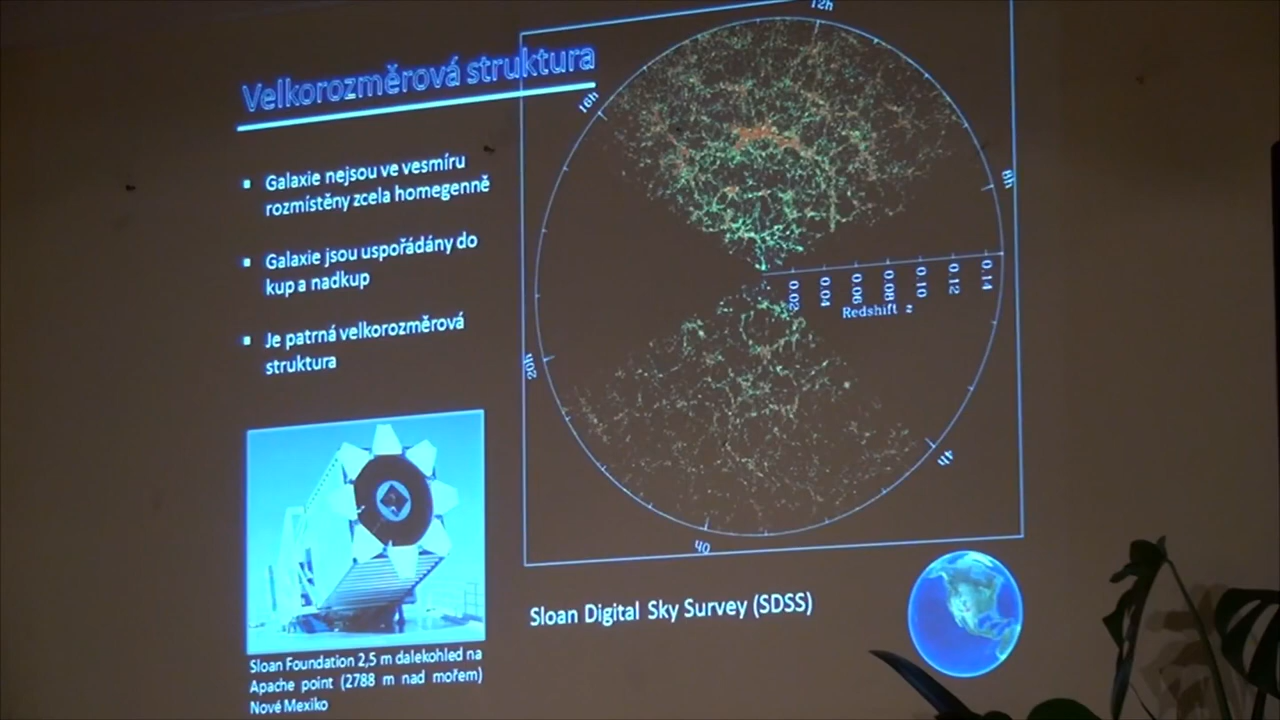 Velkorozměrová struktura
Galaxie nejsou ve vesmíru
rozmístěny zcela homegenně
Galaxie jsou uspořádány do
kup a nadkup
Je patrná velkorozměrová
struktura
12h
16h
8h
20h
4h
0h
0.02
0.04
0.06
0.08
0.10
0.12
0.14
Redshift z
Sloan Digital Sky Survey (SDSS)
Sloan Foundation 2,5 m dalekohled na
Apache point (2788 m nad mořem)
Nové Mexiko